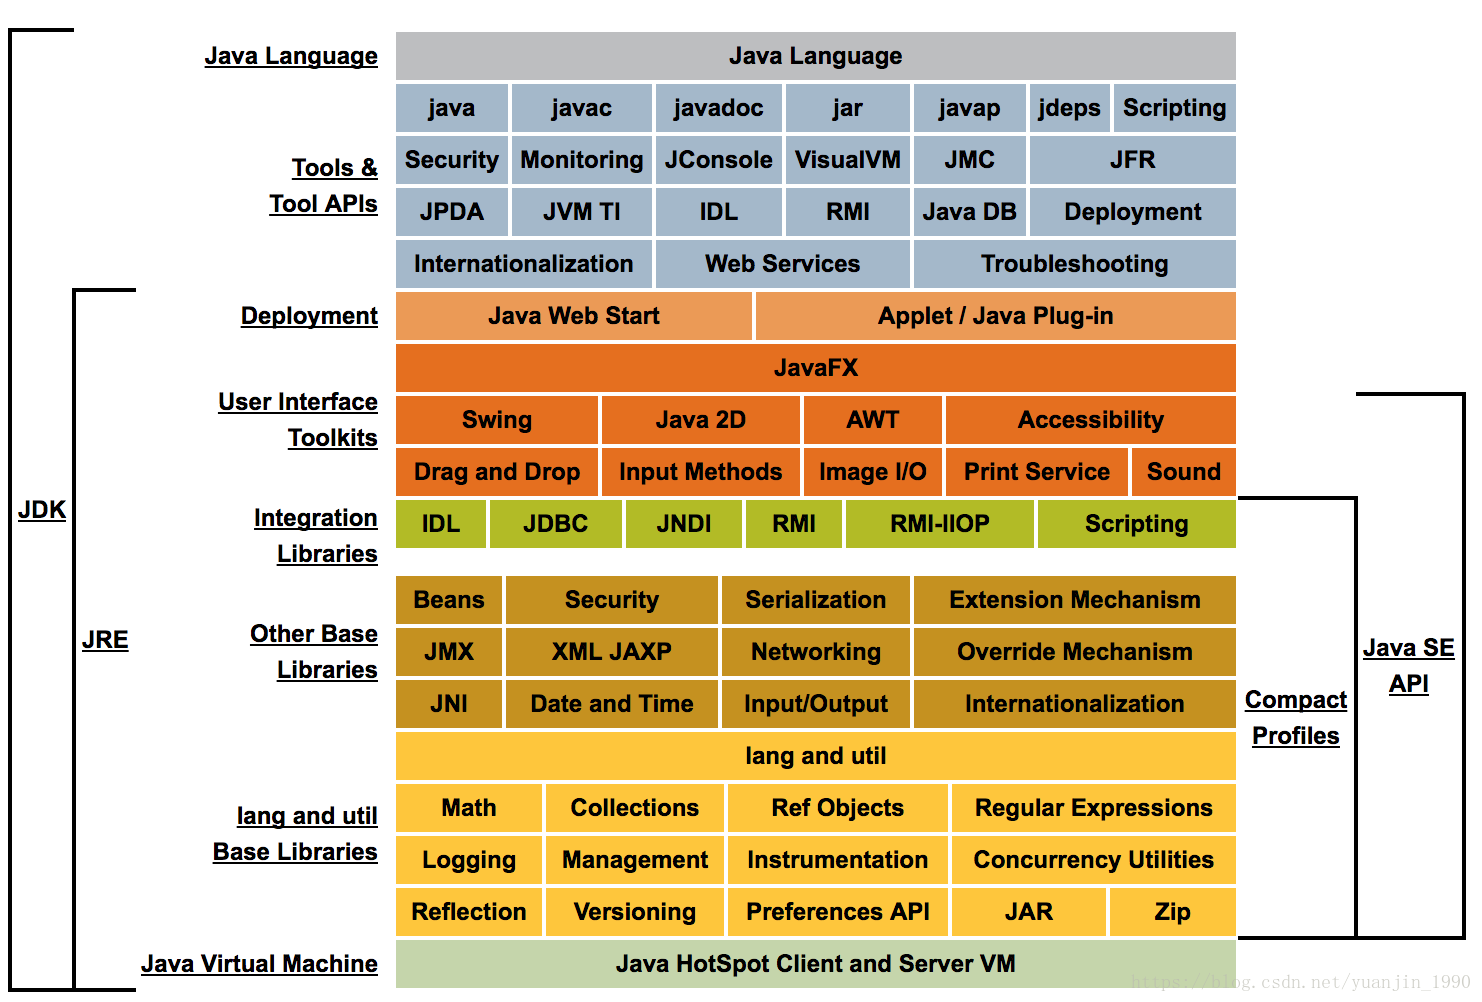 Java Language
Java Language
java javac javadoc jar javap jdeps Scripting
Tools &
Tool APIs
Security Monitoring JConsole VisualVM JMC JFR
JPDA JVM TI IDL RMI Java DB Deployment
Internationalization Web Services Troubleshooting
Deployment
Java Web Start Applet / Java Plug-in
User Interface
Toolkits
JavaFX
Swing Java 2D AWT Accessibility
Drag and Drop Input Methods Image I/O Print Service Sound
Integration
Libraries
IDL JDBC JNDI RMI RMI-IIOP Scripting
Other Base
Libraries
Beans Security Serialization Extension Mechanism
JMX XML JAXP Networking Override Mechanism
JNI Date and Time Input/Output Internationalization
lang and util
Base Libraries
lang and util
Math Collections Ref Objects Regular Expressions
Logging Management Instrumentation Concurrency Utilities
Reflection Versioning Preferences API JAR Zip
Java Virtual Machine
Java HotSpot Client and Server VM
JDK
JRE
Compact
Profiles
Java SE
API
https://blog.csdn.net/yuanjin_1990